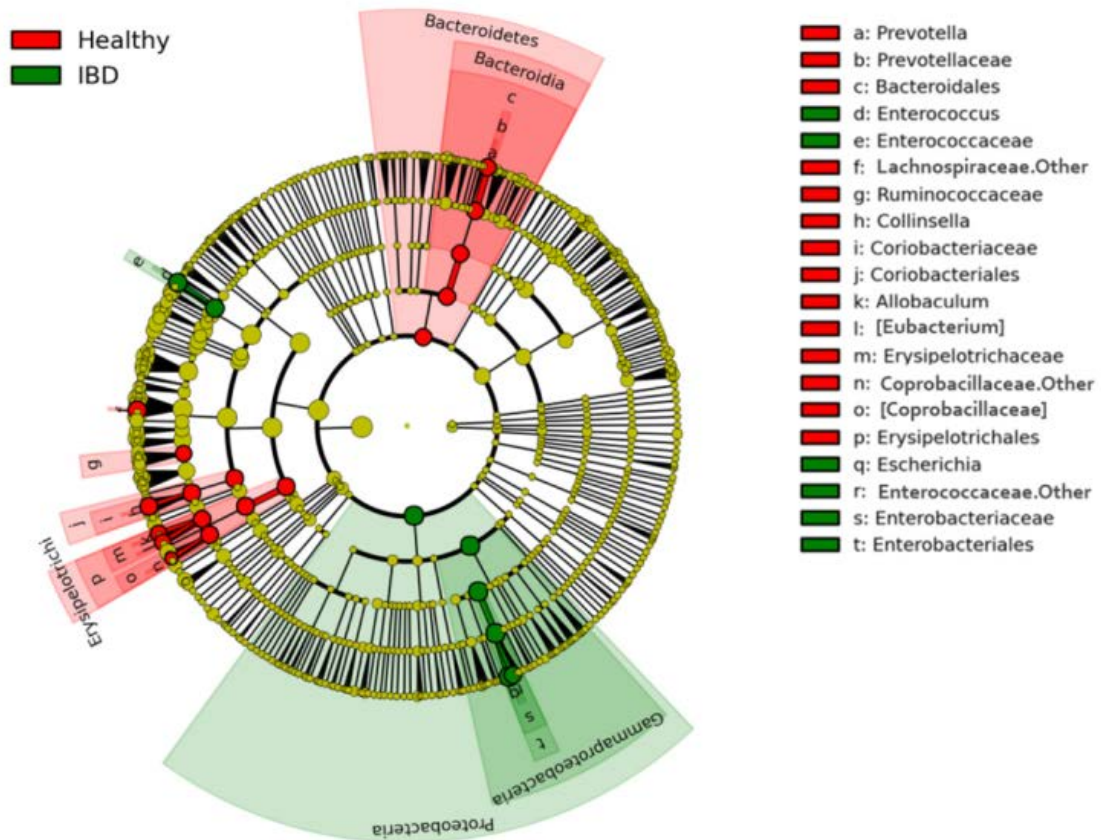 Healthy
IBD
Bacteroidetes
Bacteroidia
c
b
a
e
d
f
g
j
i
h
Erysipelotrichi
p
m
k
o
n
q
s
t
Gammaproteobacteria
Proteobacteria
a: Prevotella
b: Prevotellaceae
c: Bacteroidales
d: Enterococcus
e: Enterococcaceae
f: Lachnospiraceae.Other
g: Ruminococcaceae
h: Collinsella
i: Coriobacteriaceae
j: Coriobacteriales
k: Allobaculum
l: [Eubacterium]
m: Erysipelotrichaceae
n: Coprobacillaceae.Other
o: [Coprobacillaceae]
p: Erysipelotrichales
q: Escherichia
r: Enterococcaceae.Other
s: Enterobacteriaceae
t: Enterobacteriales